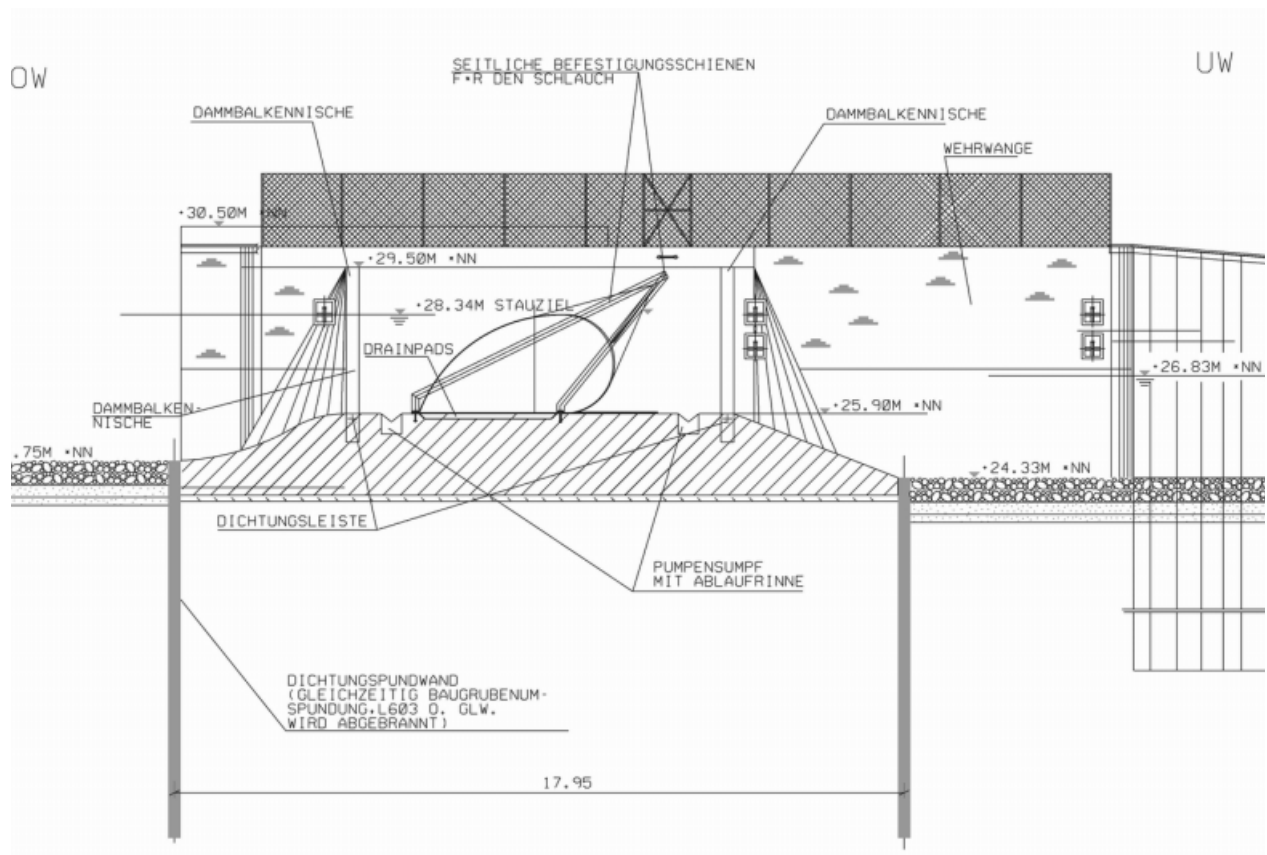 SEITLICHE BEFESTIGUNGSSCHIENEN
F*R DEN SCHLAUCH
OW
UW
DAMMBALKENNISCHE
DAMMBALKENNISCHE
WEHRWANGE
+30.50M *NN
+29.50M *NN
+28.34M STAUZIEL
DRAINPADS
+26.83M *NN
DAMMBALKEN-
NISCHE
+25.90M *NN
.75M *NN
+24.33M *NN
DICHTUNGSLEISTE
PUMPENSUMPF
MIT ABLAUFRINNE
DICHTUNGSPUNDWAND
(GLEICHZEITIG BAUGRUBENUM-
SPUNDUNG.L603 O. GLW.
WIRD ABGEBRANNT)
17.95